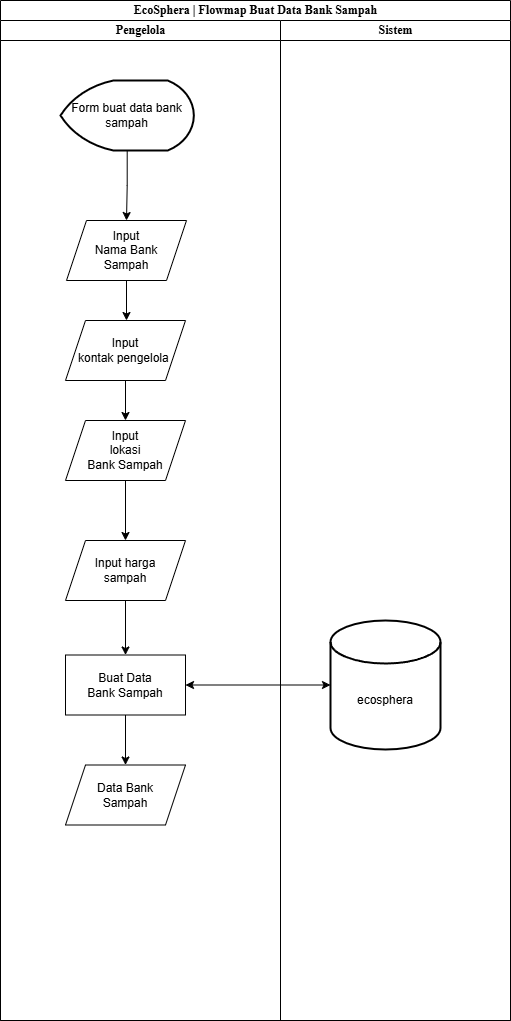 EcoSphera | Flowmap Buat Data Bank Sampah
Pengelola
Sistem
Form buat data bank
sampah
Input
Nama Bank
Sampah
Input
kontak pengelola
Input
lokasi
Bank Sampah
Input harga
sampah
Buat Data
Bank Sampah
ecosphera
Data Bank
Sampah